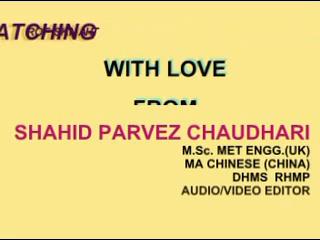 ATCHING
WITH LOVE
FROM
SHAHID PARVEZ CHAUDHARI
M.Sc. MET ENGG.(UK)
MA CHINESE (CHINA)
DHMS RHMP
AUDIO/VIDEO EDITOR